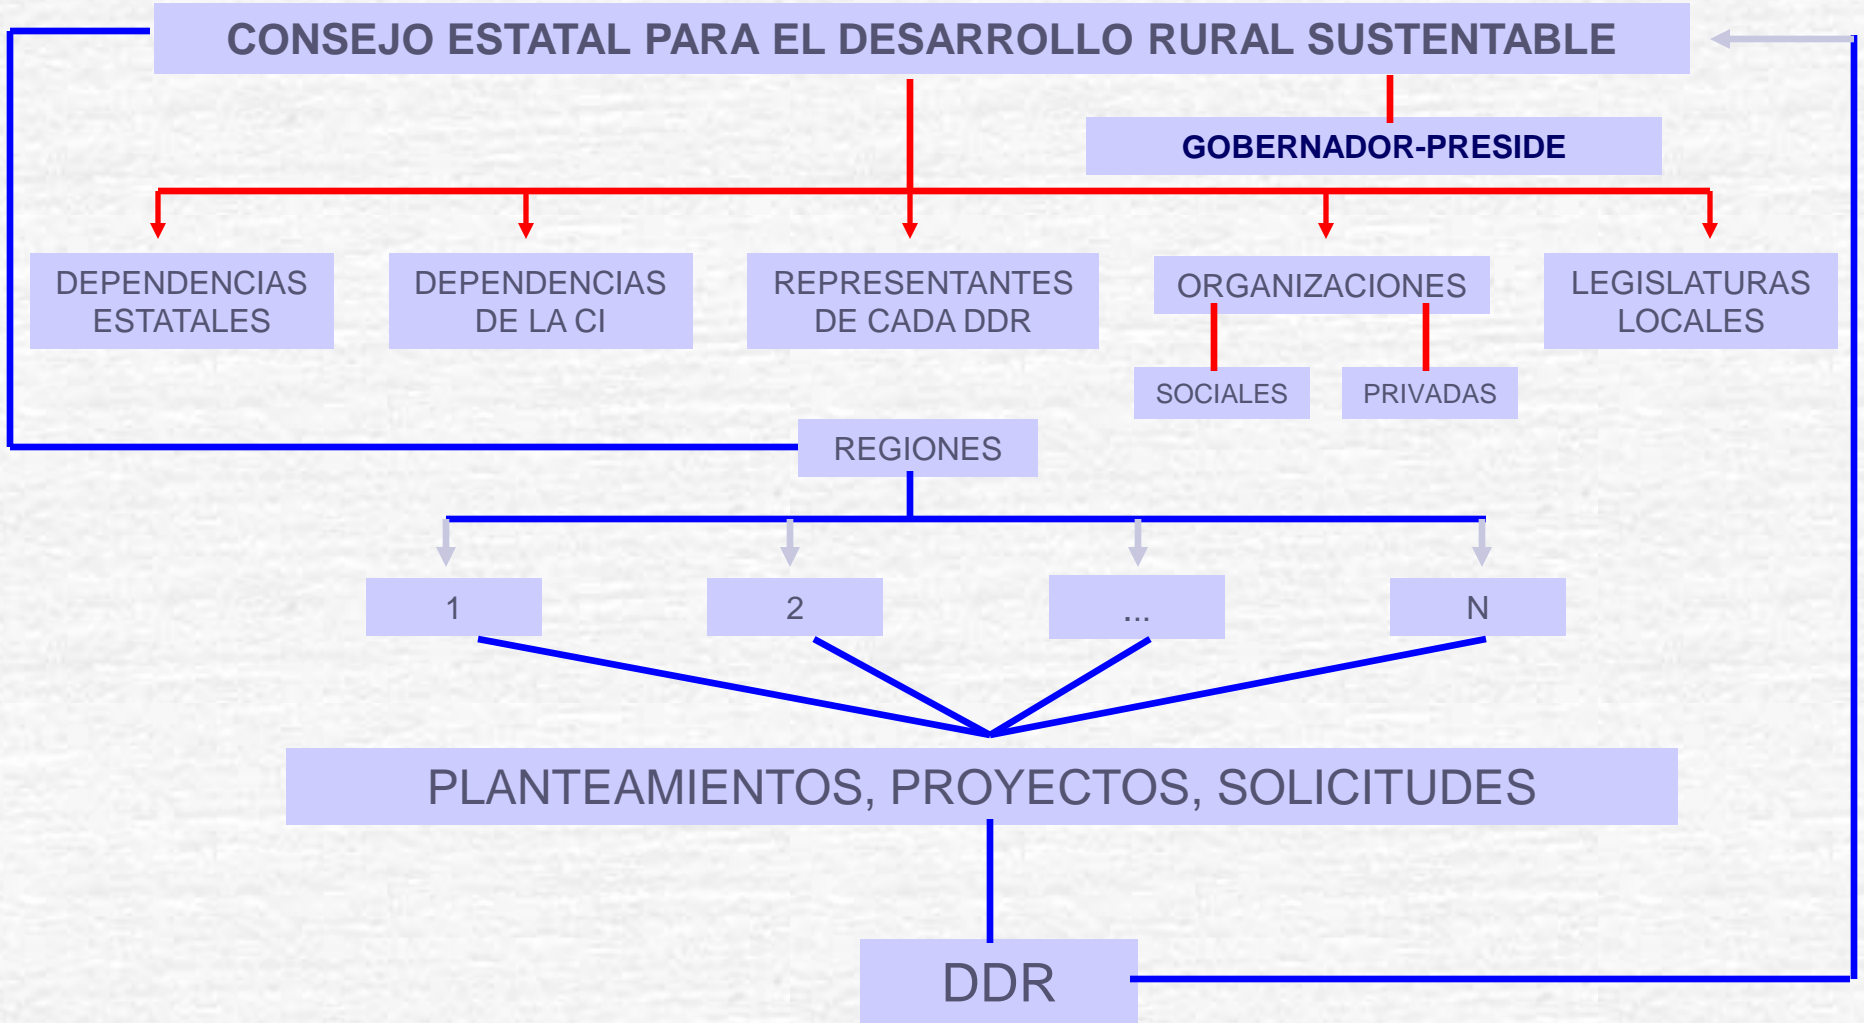 CONSEJO ESTATAL PARA EL DESARROLLO RURAL SUSTENTABLE
GOBERNADOR-PRESIDE
DEPENDENCIAS
ESTATALES
DEPENDENCIAS
DE LA CI
REPRESENTANTES
DE CADA DDR
ORGANIZACIONES
LEGISLATURAS
LOCALES
SOCIALES
PRIVADAS
REGIONES
1
2
...
N
PLANTEAMIENTOS, PROYECTOS, SOLICITUDES
DDR